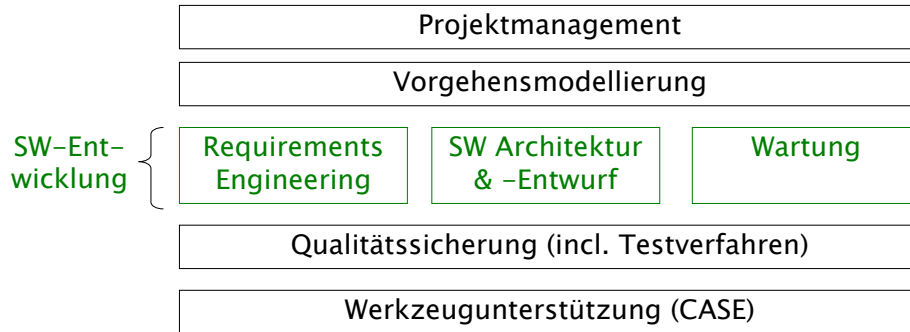 Projektmanagement
Vorgehensmodellierung
SW-Ent-
wicklung
Requirements
Engineering
SW Architektur
& -Entwurf
Wartung
Qualitätssicherung (incl. Testverfahren)
Werkzeugunterstützung (CASE)